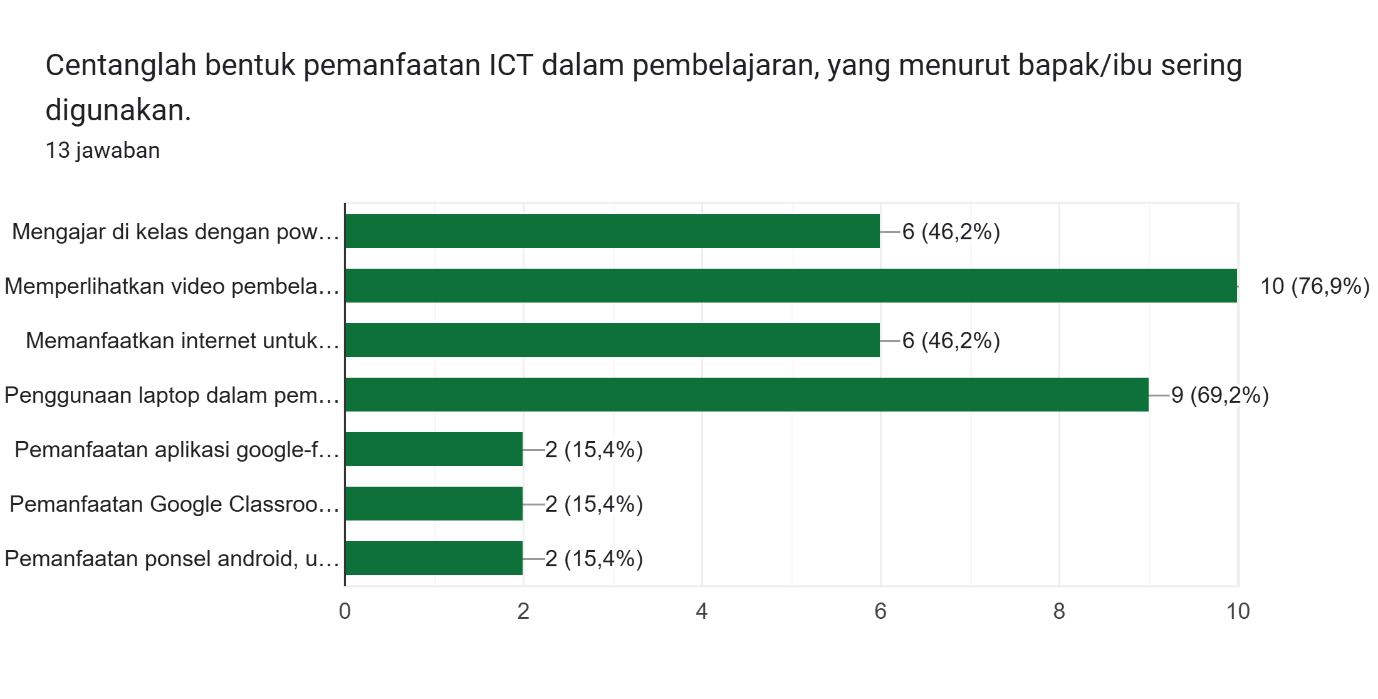 Centanglah bentuk pemanfaatan ICT dalam pembelajaran, yang menurut bapak/ibu sering
digunakan.
13 jawaban
Mengajar di kelas dengan pow… 6 (46,2%)
Memperlihatkan video pembela… 10 (76,9%)
Memanfaatkan internet untuk… 6 (46,2%)
Penggunaan laptop dalam pem… 9 (69,2%)
Pemanfaatan aplikasi google-f… 2 (15,4%)
Pemanfaatan Google Classroo… 2 (15,4%)
Pemanfaatan ponsel android, u… 2 (15,4%)
0 2 4 6 8 10